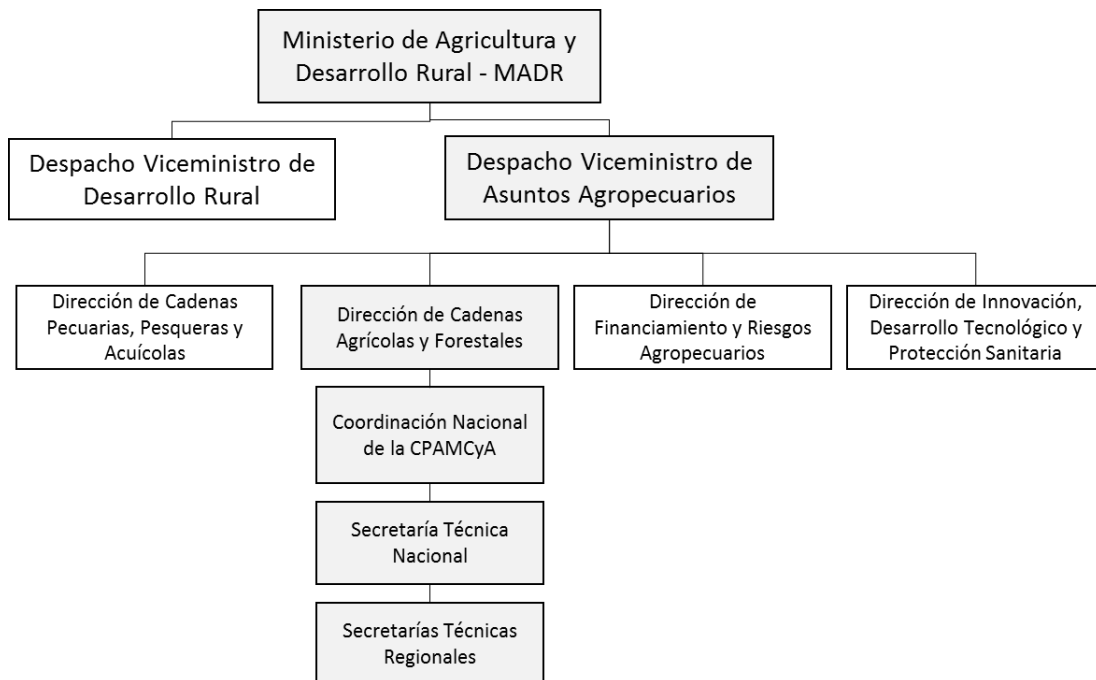 Ministerio de Agricultura y
Desarrollo Rural - MADR
Despacho Viceministro de
Desarrollo Rural
Despacho Viceministro de
Asuntos Agropecuarios
Dirección de Cadenas
Pecuarias, Pesqueras y
Acuícolas
Dirección de Cadenas
Agrícolas y Forestales
Dirección de
Financiamiento y Riesgos
Agropecuarios
Dirección de Innovación,
Desarrollo Tecnológico y
Protección Sanitaria
Coordinación Nacional
de la CPAMCyA
Secretaría Técnica
Nacional
Secretarías Técnicas
Regionales